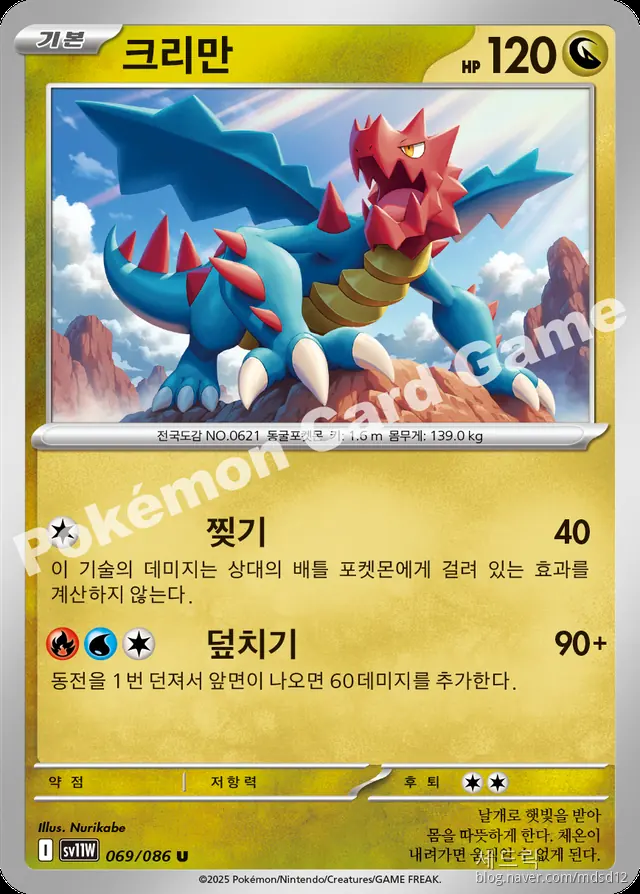 기본
크리만
HP 120
전국도감 NO.0621 동굴포켓몬 키: 1.6 m 몸무게: 139.0 kg
Pokémon Card Game
찢기 40
이 기술의 데미지는 상대의 배틀 포켓몬에게 걸려 있는 효과를
계산하지 않는다.
덮치기 90+
동전을 1번 던져서 앞면이 나오면 60데미지를 추가한다.
약점 저항력 후퇴
Illus. Nurikabe
날개로 햇빛을 받아
몸을 따뜻하게 한다. 체온이
내려가면 움직일 수 없게 된다.
I sv11W 069/086 U
세드릭
blog.naver.com/mdsd12
©2025 Pokémon/Nintendo/Creatures/GAME FREAK.